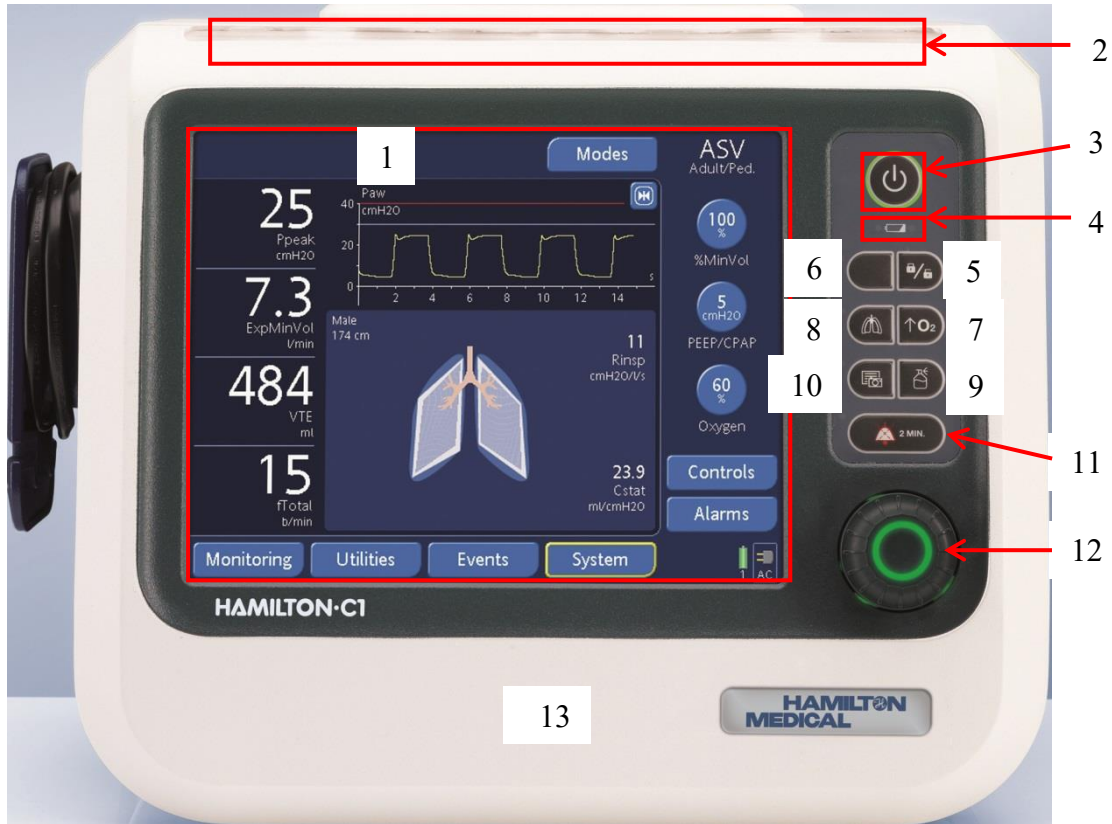 2
1
Modes
ASV
Adult/Ped.
3
25
Ppeak
cmH2O
Paw
cmH2O
40
20
0
2 4 6 8 10 12 14
s
100
%
%MinVol
4
6
5
7.3
ExpMinVol
l/min
Male
174 cm
11
Rinsp
cmH2O/l/s
5
cmH2O
PEEP/CPAP
8
↑O2
7
484
VTE
ml
60
%
Oxygen
10
9
2 MIN.
11
15
fTotal
b/min
23.9
Cstat
ml/cmH2O
Controls
Alarms
12
Monitoring Utilities Events System
1 AC
HAMILTON·C1
13
HAMILTON
MEDICAL